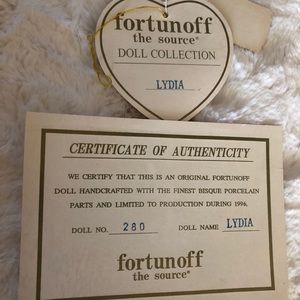 fortunoff
the source®
DOLL COLLECTION
LYDIA
CERTIFICATE OF AUTHENTICITY
WE CERTIFY THAT THIS IS AN ORIGINAL FORTUNOFF
DOLL HANDCRAFTED WITH THE FINEST BISQUE PORCELAIN
PARTS AND LIMITED TO PRODUCTION DURING 1994.
DOLL NO. 280 DOLL NAME LYDIA
fortunoff
the source®